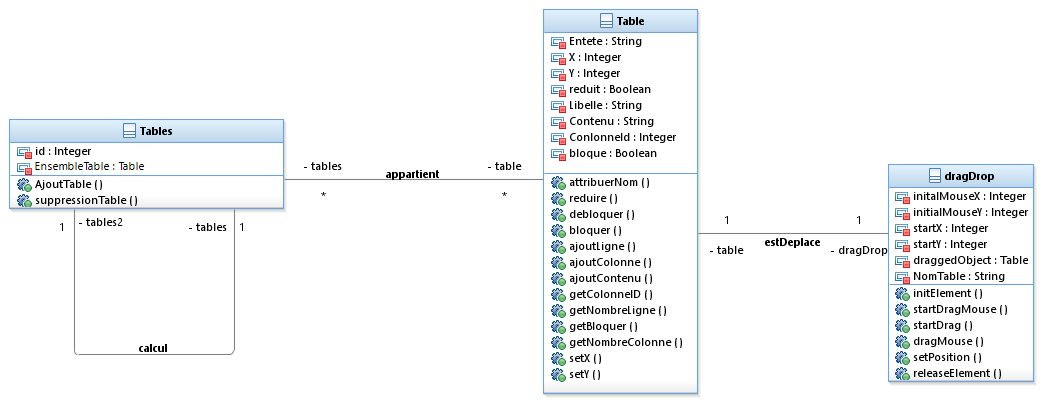 Tables
id : Integer
EnsembleTable : Table
AjoutTable ()
suppressionTable ()
- tables2
- tables
1
1
calcul
- tables
- table
appartient
*
*
Table
Entete : String
X : Integer
Y : Integer
reduit : Boolean
Libelle : String
Contenu : String
ConlonneId : Integer
bloque : Boolean
attribuerNom ()
reduire ()
debloquer ()
bloquer ()
ajoutLigne ()
ajoutColonne ()
ajoutContenu ()
getColonneID ()
getNombreLigne ()
getBloquer ()
getNombreColonne ()
setX ()
setY ()
1
1
estDeplace
- table
- dragDrop
dragDrop
initalMouseX : Integer
initialMouseY : Integer
startX : Integer
startY : Integer
draggedObject : Table
NomTable : String
initElement ()
startDragMouse ()
startDrag ()
dragMouse ()
setPosition ()
releaseElement ()